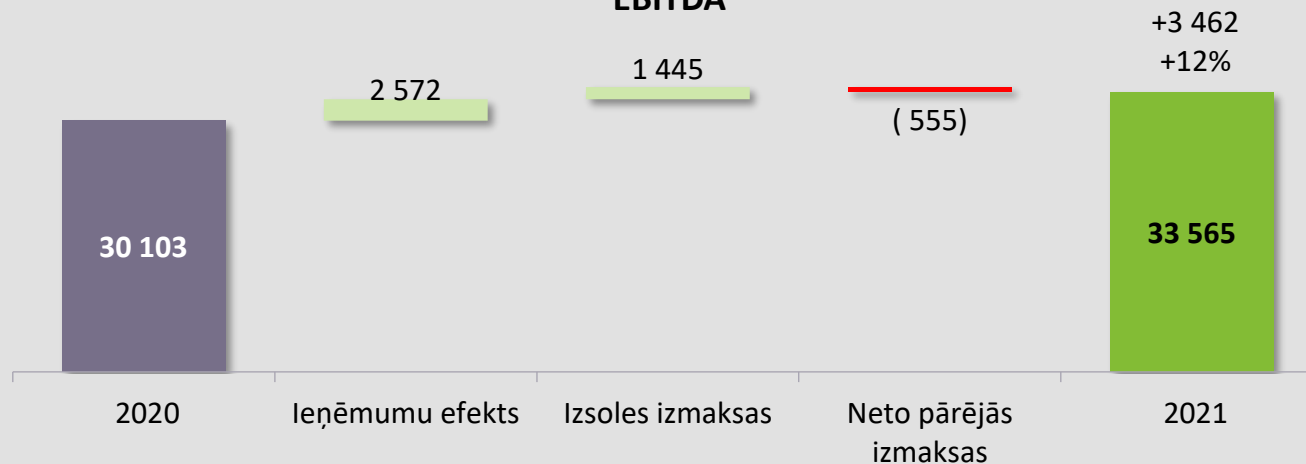 EBITDA
+3 462
+12%
2 572
1 445
( 555)
30 103
33 565
2020
Ieņēmumu efekts
Izsoles izmaksas
Neto pārējās
izmaksas
2021